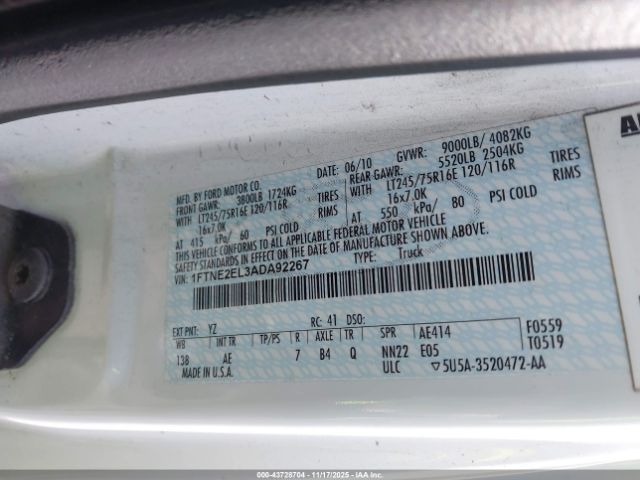 MFD. BY FORD MOTOR CO.
DATE: 06/10 GVWR: 9000LB/ 4082KG
FRONT GAWR: 3800LB 1724KG
REAR GAWR: 5520LB 2504KG
WITH LT245/75R16E 120/116R TIRES
WITH LT245/75R16E 120/116R TIRES
16x7.0K RIMS
16x7.0K RIMS
AT 415 kPa/ 60 PSI COLD
AT 550 kPa/ 80 PSI COLD
THIS VEHICLE CONFORMS TO ALL APPLICABLE FEDERAL MOTOR VEHICLE
SAFETY STANDARDS IN EFFECT ON THE DATE OF MANUFACTURE SHOWN ABOVE.
VIN: 1FTNE2EL3ADA92267 TYPE: Truck
EXT PNT: YZ RC: 41 DSO:
WB INT TR TP/PS R AXLE TR SPR AE414 F0559
138 AE 7 B4 Q NN22 E05 T0519
MADE IN U.S.A. ULC ▽5U5A-3520472-AA
000-43728704 - 11/17/2025 - IAAI.com